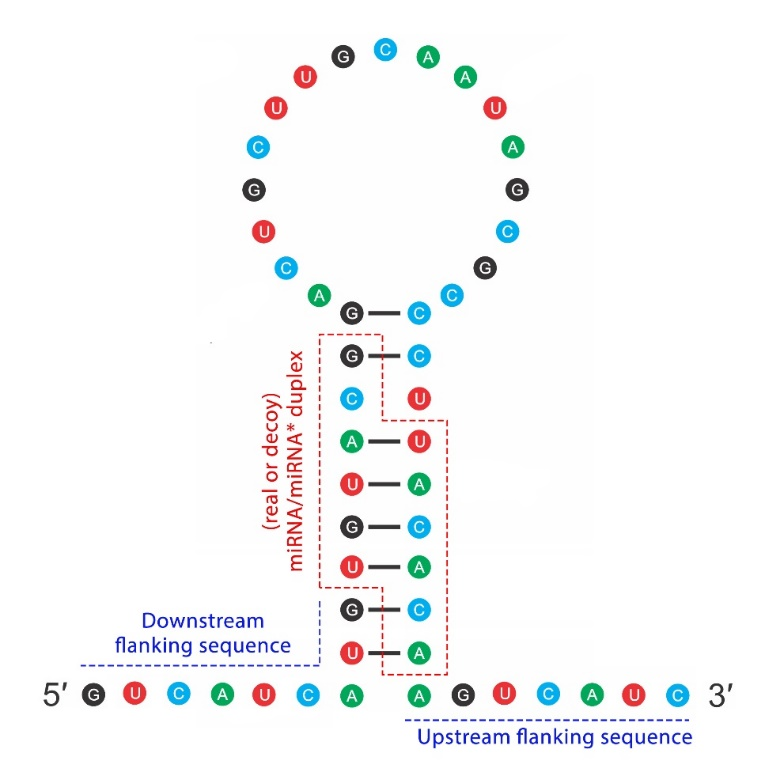 G C A
U A
U A
U U
C A
G G
U C
C G
A C
G C
G C
C U
A U
U A
G C
U A
G C
U A
(real or decoy)
miRNA/miRNA* duplex
Downstream
flanking sequence
5′ G U C A U C A A G U C A U C 3′
Upstream flanking sequence